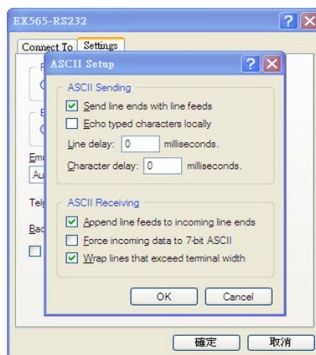 EX565-RS232
Connect To Settings
ASCII Setup
ASCII Sending
Send line ends with line feeds
Echo typed characters locally
Line delay: 0 milliseconds.
Character delay: 0 milliseconds.
ASCII Receiving
Append line feeds to incoming line ends
Force incoming data to 7-bit ASCII
Wrap lines that exceed terminal width
OK Cancel
確定 取消